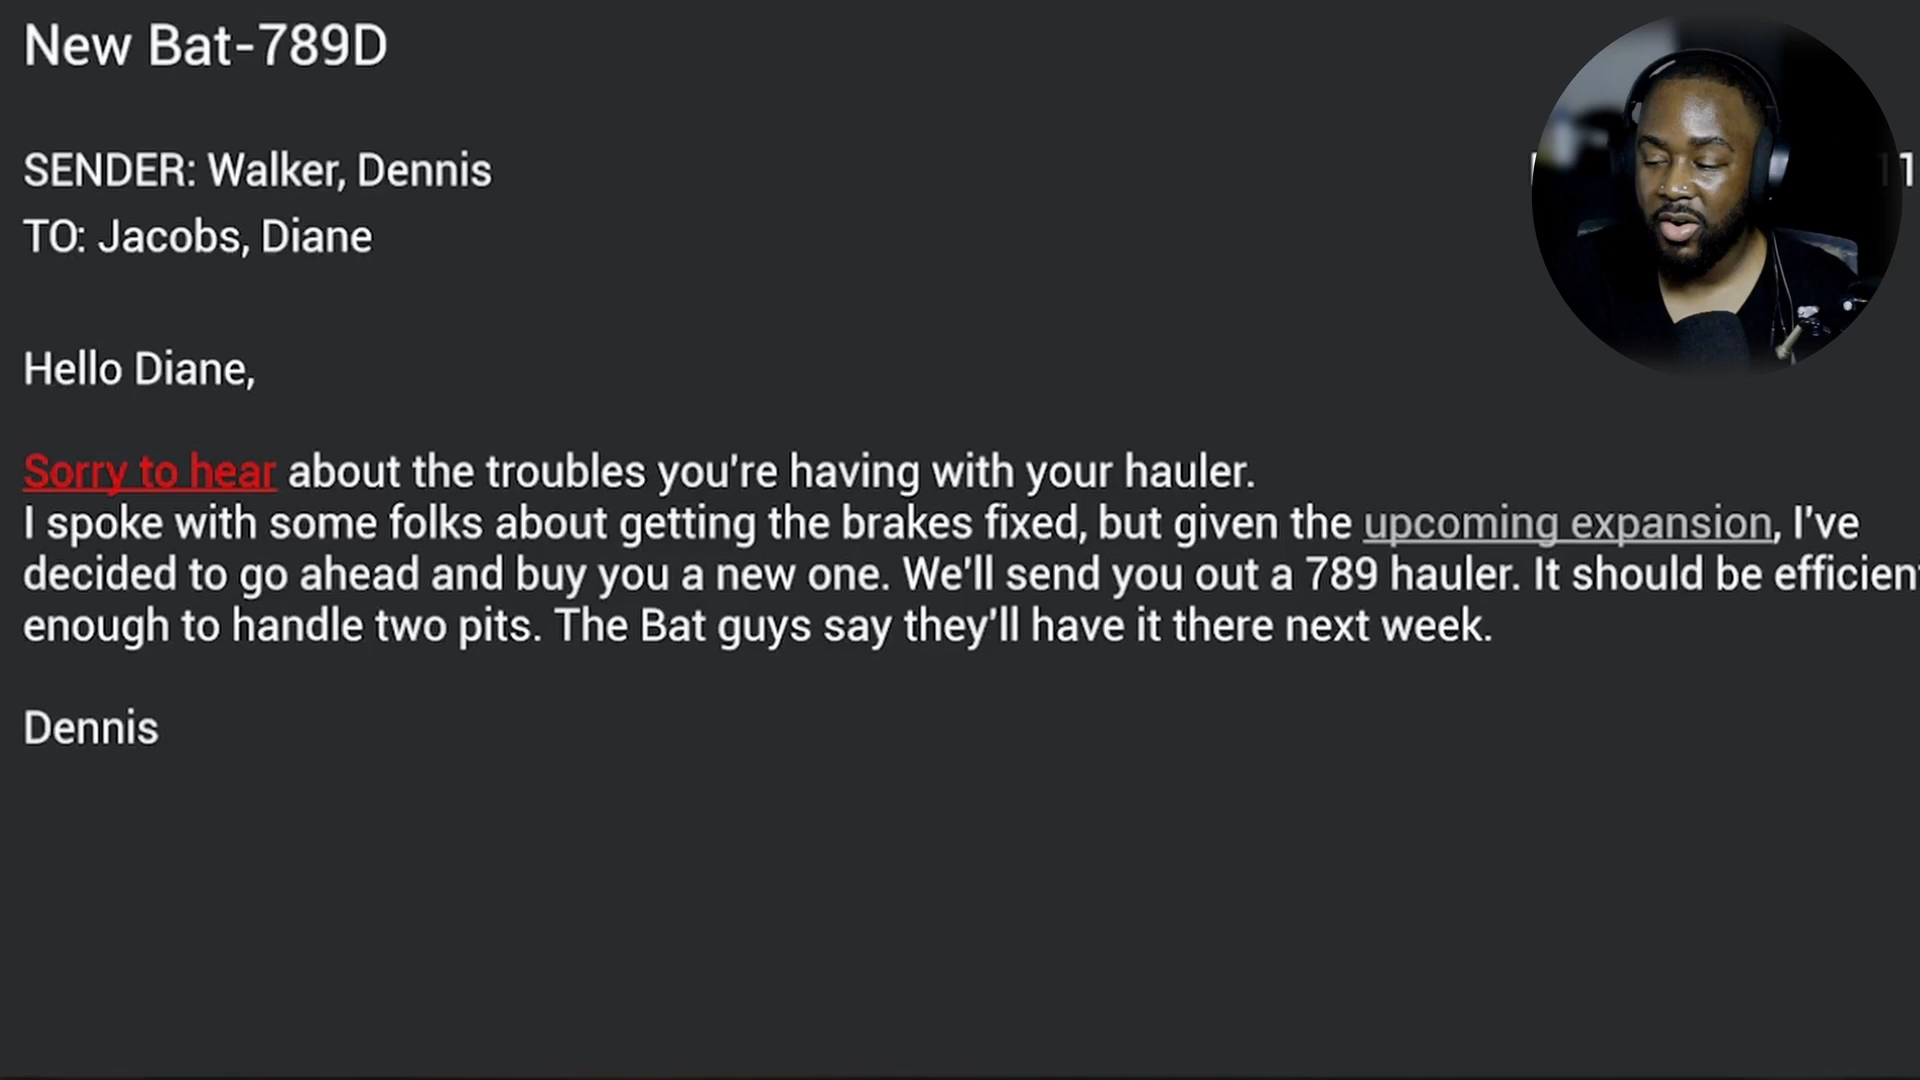 New Bat-789D
SENDER: Walker, Dennis
TO: Jacobs, Diane
Hello Diane,
Sorry to hear about the troubles you're having with your hauler.
I spoke with some folks about getting the brakes fixed, but given the upcoming expansion, I've
decided to go ahead and buy you a new one. We'll send you out a 789 hauler. It should be efficient
enough to handle two pits. The Bat guys say they'll have it there next week.
Dennis